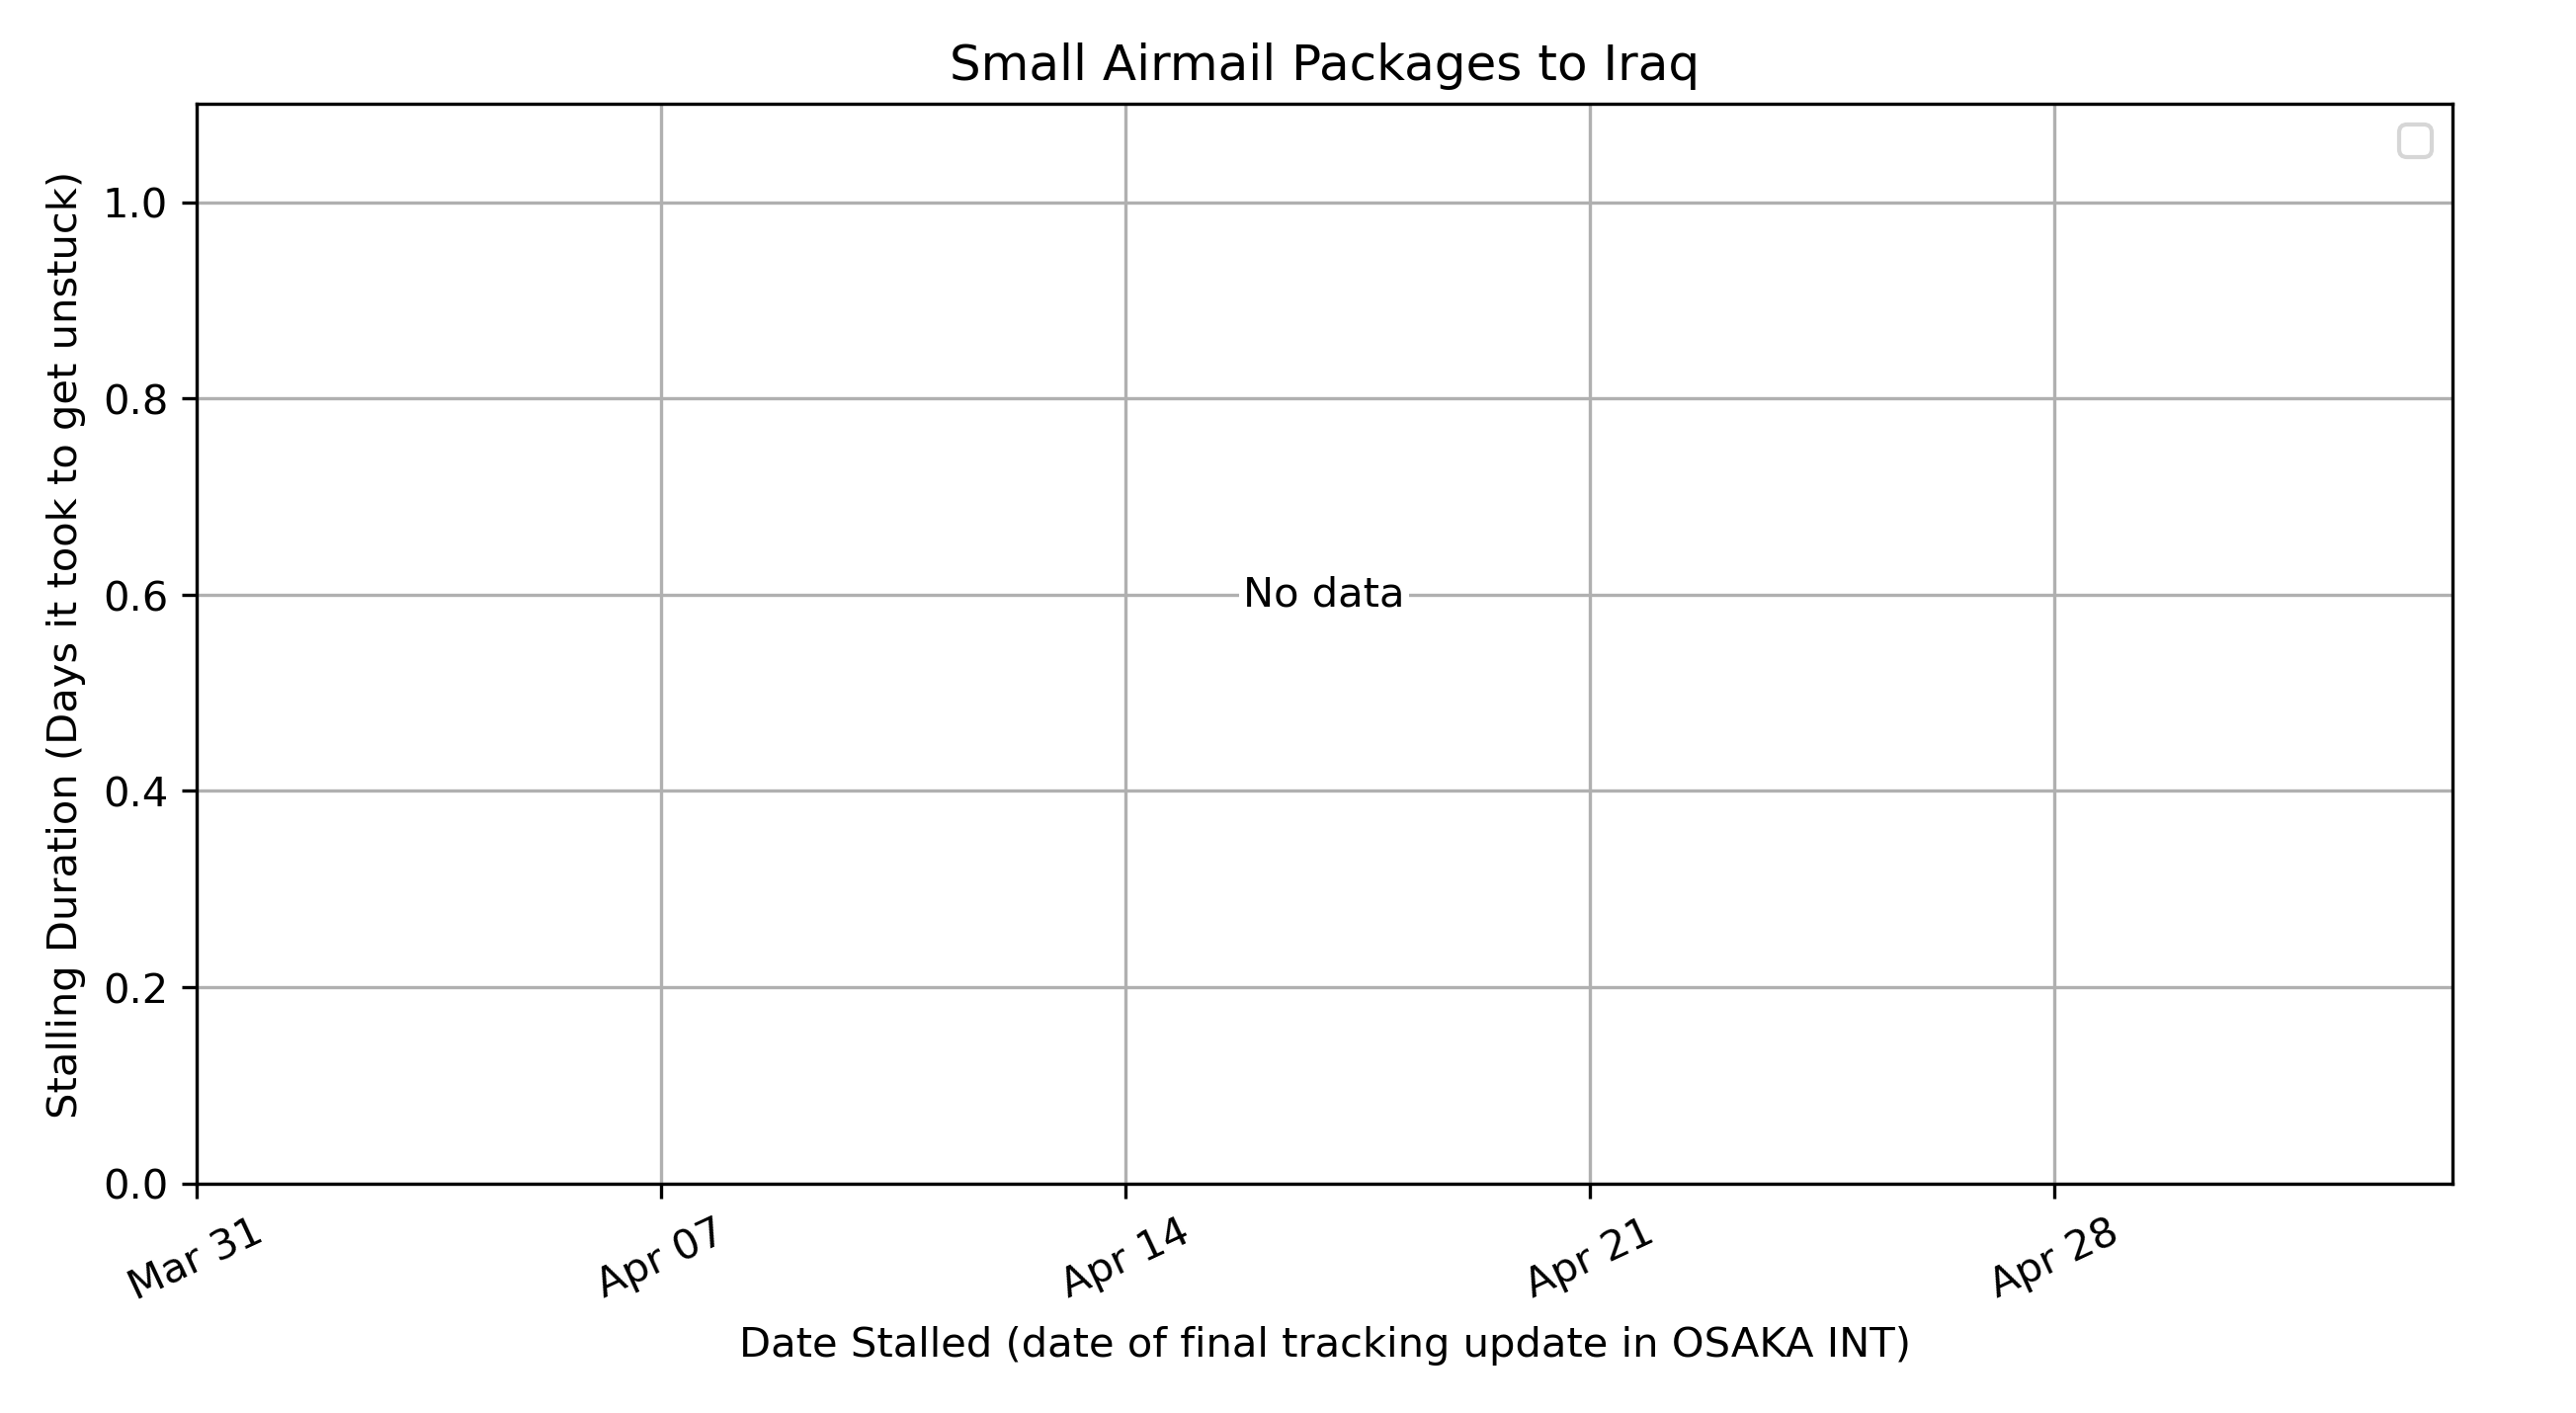 Small Airmail Packages to Iraq
Stalling Duration (Days it took to get unstuck)
1.0
0.8
0.6
0.4
0.2
0.0
No data
Mar 31
Apr 07
Apr 14
Apr 21
Apr 28
Date Stalled (date of final tracking update in OSAKA INT)